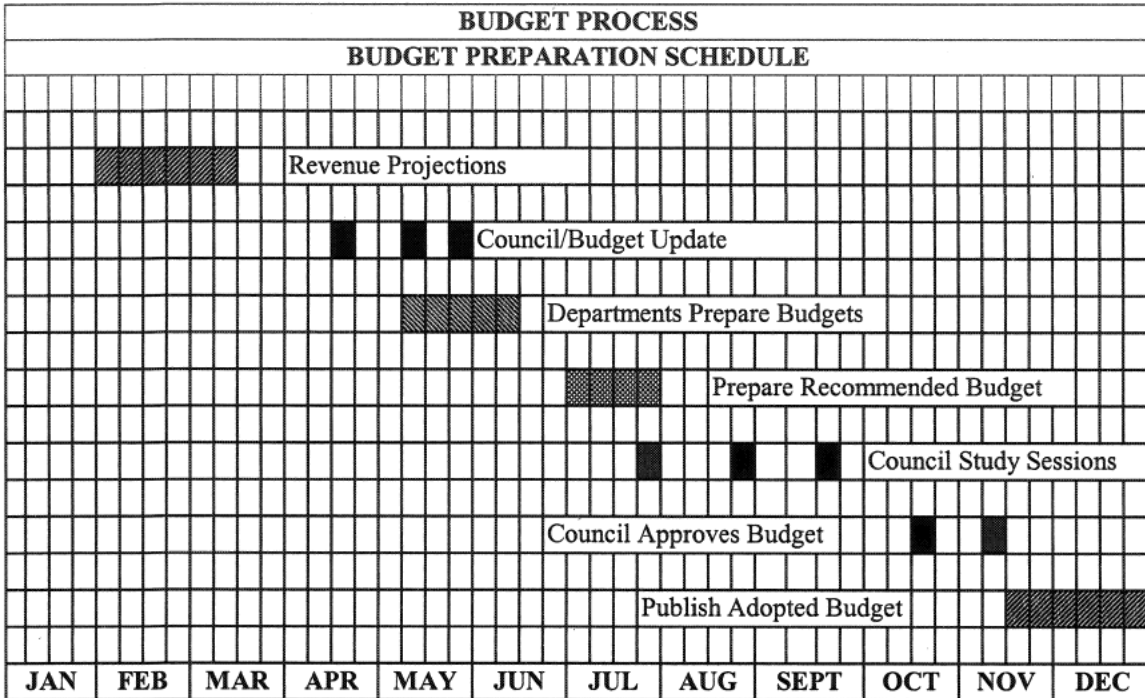 BUDGET PROCESS
BUDGET PREPARATION SCHEDULE
Revenue Projections
Council/Budget Update
Departments Prepare Budgets
Prepare Recommended Budget
Council Study Sessions
Council Approves Budget
Publish Adopted Budget
JAN FEB MAR APR MAY JUN JUL AUG SEPT OCT NOV DEC